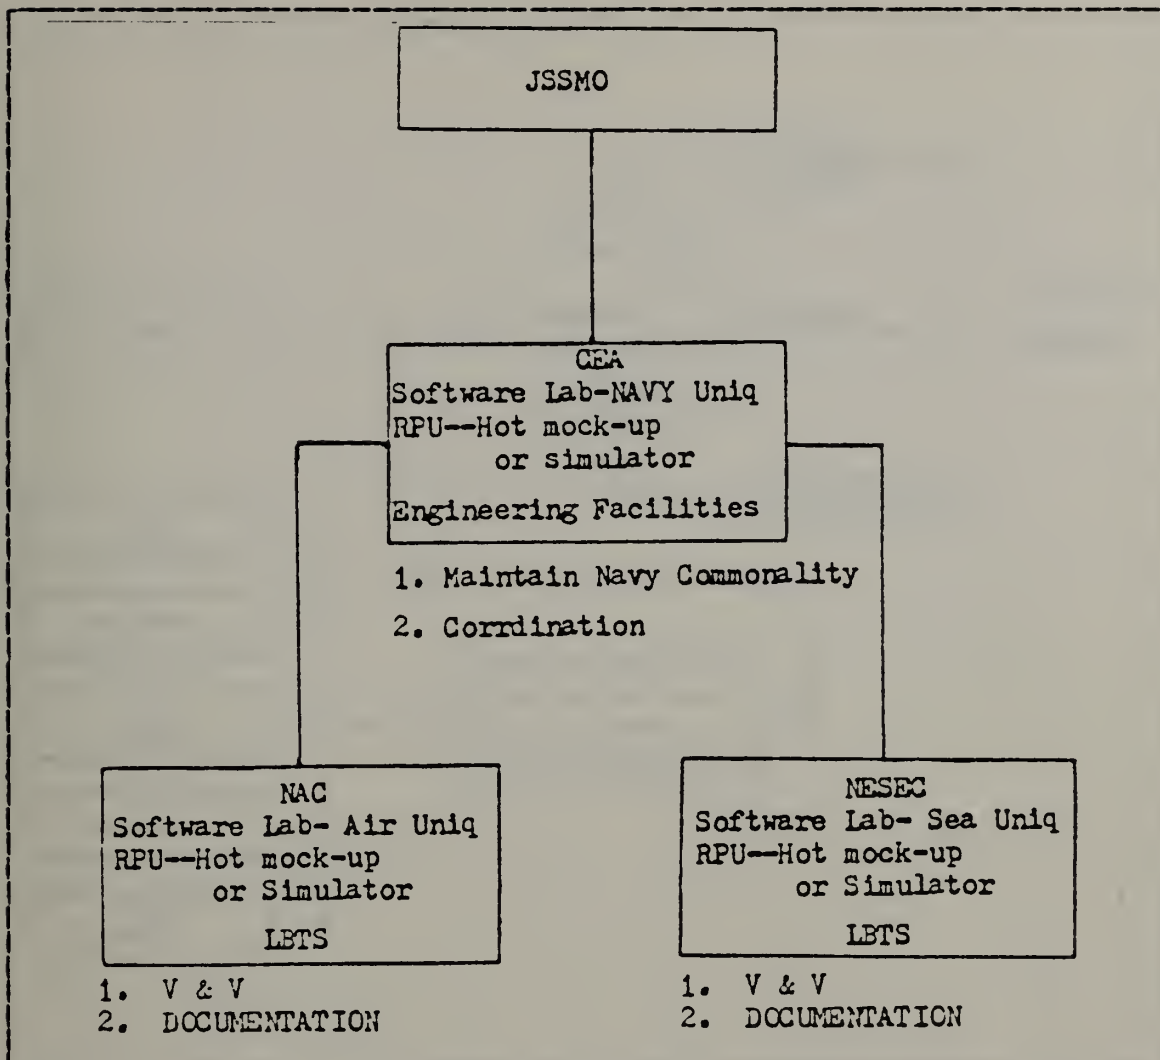 JSSMO
CEA
Software Lab-NAVY Uniq
RPU--Hot mock-up
or simulator
Engineering Facilities
1. Maintain Navy Commonality
2. Corrdination
NAC
Software Lab- Air Uniq
RPU--Hot mock-up
or Simulator
LBTS
1. V & V
2. DOCUMENTATION
NESEC
Software Lab- Sea Uniq
RPU--Hot mock-up
or Simulator
LBTS
1. V & V
2. DOCUMENTATION